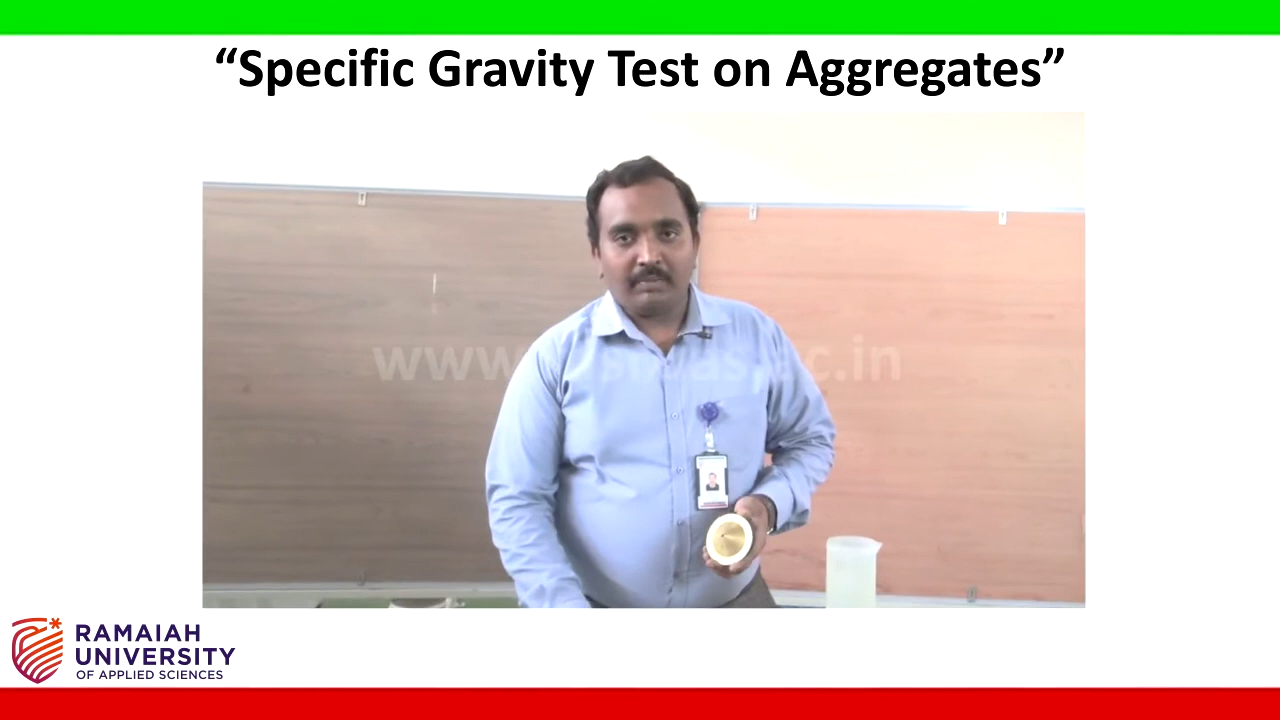 “Specific Gravity Test on Aggregates”
RAMAIAH
UNIVERSITY
OF APPLIED SCIENCES